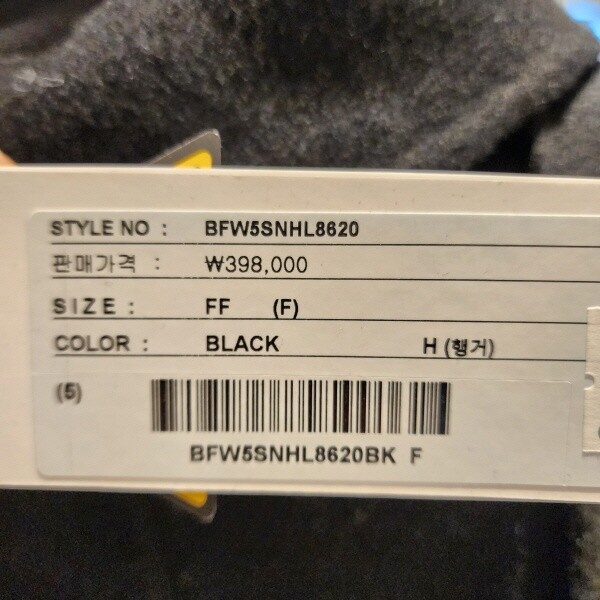 STYLE NO : BFW5SNHL8620
판매가격 : ₩398,000
SIZE : FF (F)
COLOR : BLACK H (행거)
(5)
BFW5SNHL8620BK F